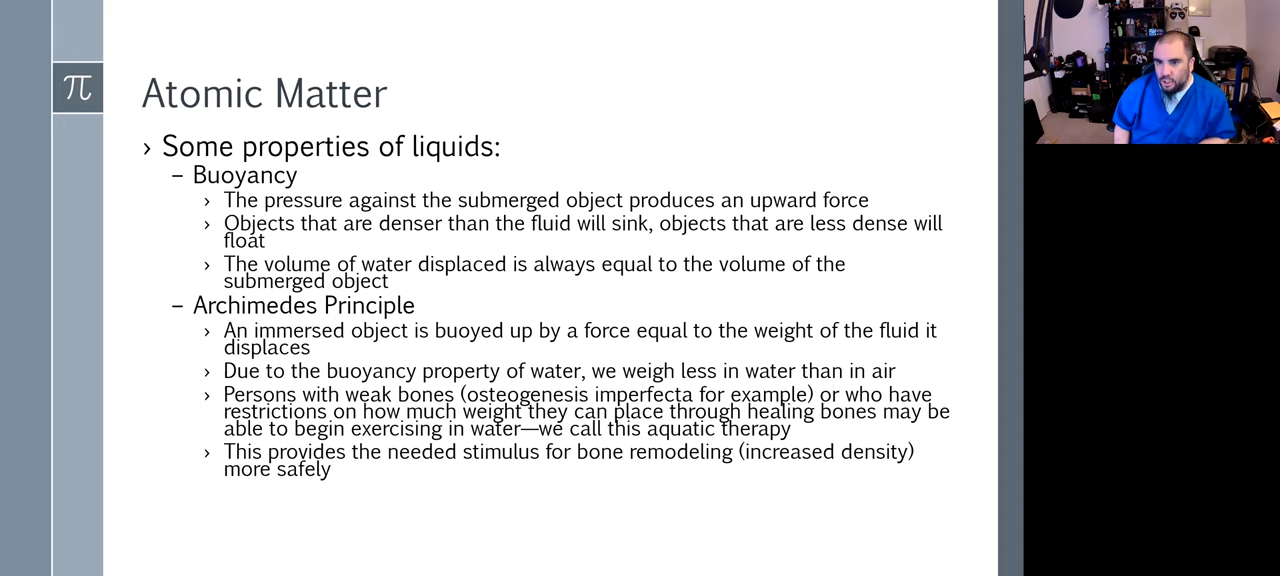 π
Atomic Matter
› Some properties of liquids:
– Buoyancy
› The pressure against the submerged object produces an upward force
› Objects that are denser than the fluid will sink, objects that are less dense will
float
› The volume of water displaced is always equal to the volume of the
submerged object
– Archimedes Principle
› An immersed object is buoyed up by a force equal to the weight of the fluid it
displaces
› Due to the buoyancy property of water, we weigh less in water than in air
› Persons with weak bones (osteogenesis imperfecta for example) or who have
restrictions on how much weight they can place through healing bones may be
able to begin exercising in water—we call this aquatic therapy
› This provides the needed stimulus for bone remodeling (increased density)
more safely